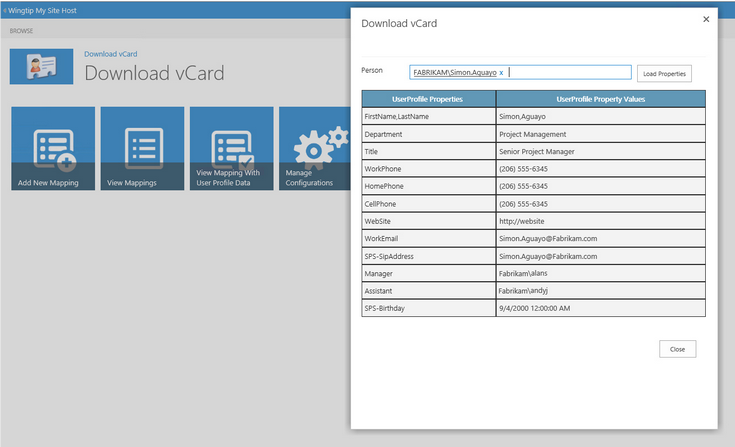 Wingtip My Site Host
BROWSE
Download vCard
Download vCard
Add New Mapping
View Mappings
View Mapping With
User Profile Data
Manage
Configurations
Download vCard
Person FABRIKAM\Simon.Aguayo x Load Properties
UserProfile Properties UserProfile Property Values
FirstName,LastName Simon,Aguayo
Department Project Management
Title Senior Project Manager
WorkPhone (206) 555-6345
HomePhone (206) 555-6345
CellPhone (206) 555-6345
WebSite http://website
WorkEmail Simon.Aguayo@Fabrikam.com
SPS-SipAddress Simon.Aguayo@Fabrikam.com
Manager Fabrikam\alans
Assistant Fabrikam\andyj
SPS-Birthday 9/4/2000 12:00:00 AM
Close